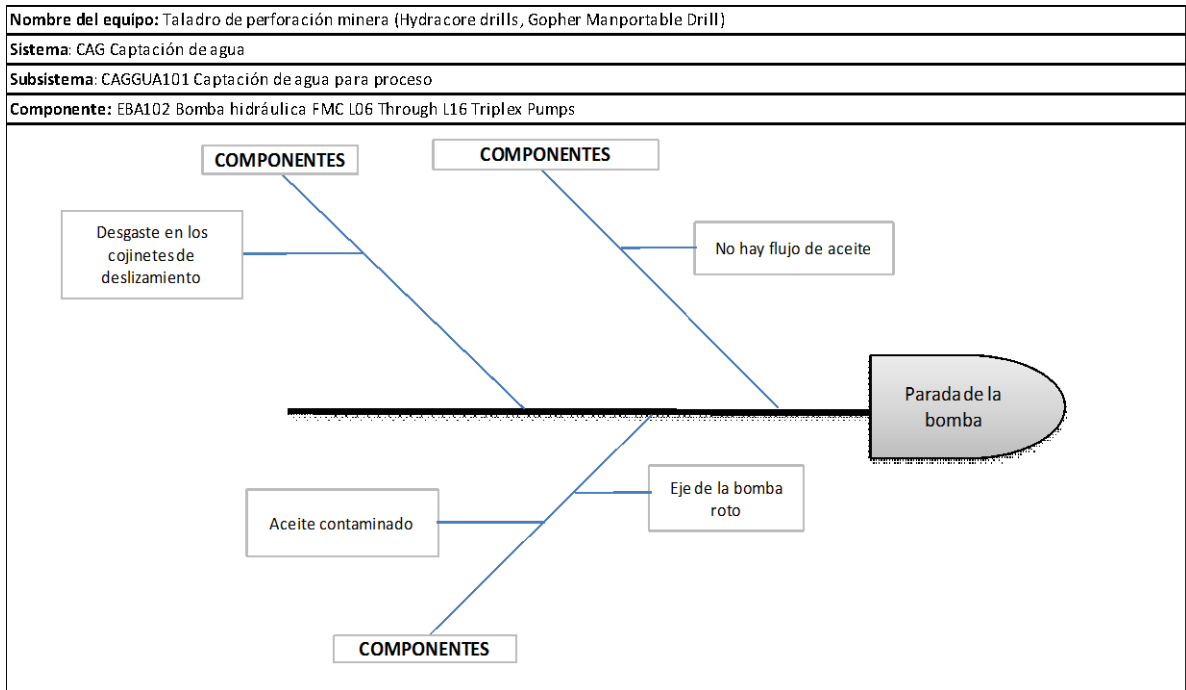 Nombre del equipo: Taladro de perforación minera (Hydracore drills, Gopher Manportable Drill)
Sistema: CAG Captación de agua
Subsistema: CAGGUA101 Captación de agua para proceso
Componente: EBA102 Bomba hidráulica FMC L06 Through L16 Triplex Pumps
COMPONENTES
COMPONENTES
Desgaste en los
cojinetes de
deslizamiento
No hay flujo de aceite
Parada de la
bomba
Eje de la bomba
roto
Aceite contaminado
COMPONENTES